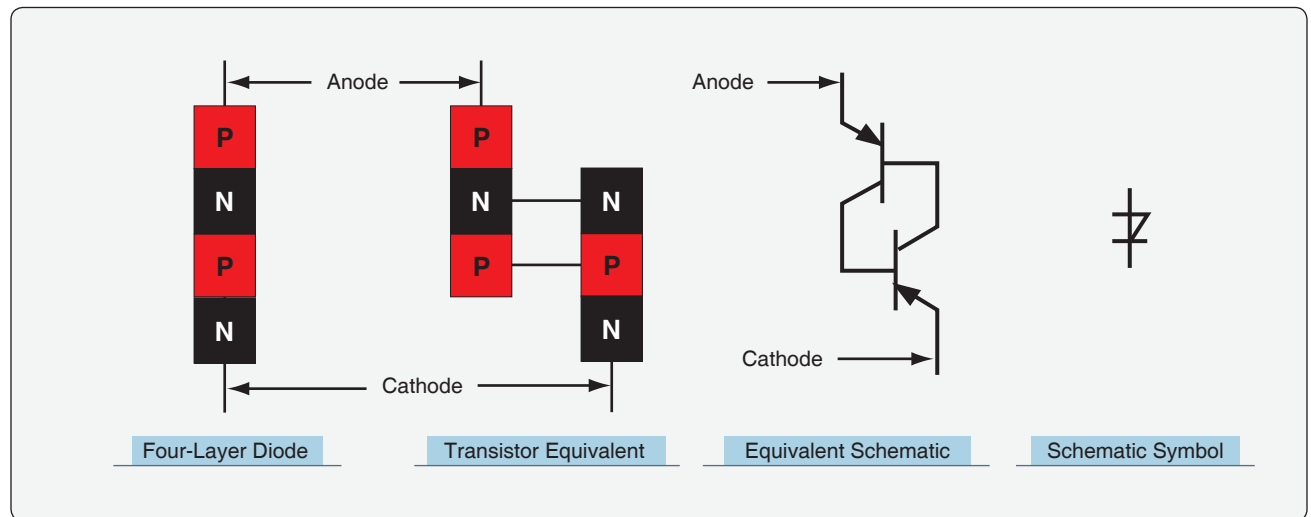 Anode
Anode
P
P
N
N
N
P
P
P
N
N
Cathode
Cathode
Four-Layer Diode
Transistor Equivalent
Equivalent Schematic
Schematic Symbol